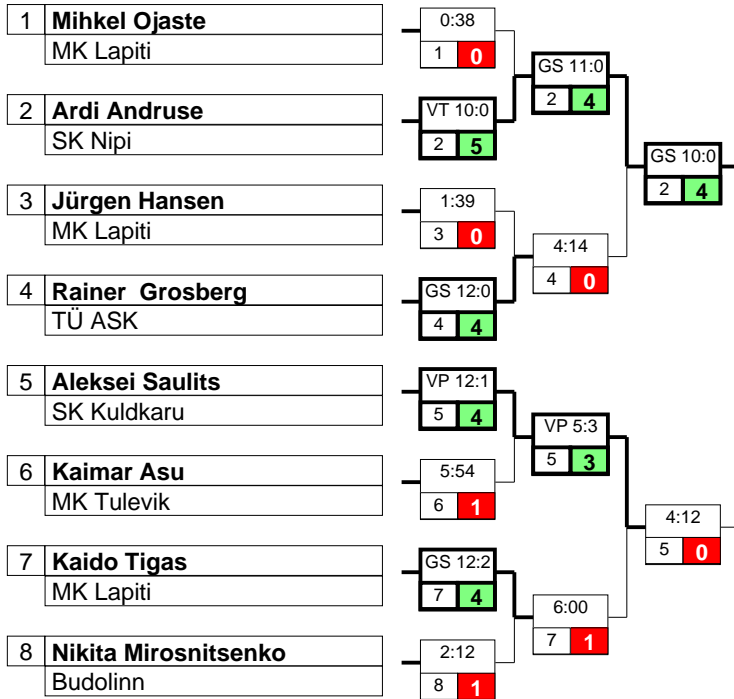 1 Mihkel Ojaste
MK Lapiti
0:38
1 0
GS 11:0
2 4
2 Ardi Andruse
SK Nipi
VT 10:0
2 5
GS 10:0
2 4
3 Jürgen Hansen
MK Lapiti
1:39
3 0
4:14
4 0
4 Rainer Grosberg
TÜ ASK
GS 12:0
4 4
5 Aleksei Saulits
SK Kuldkaru
VP 12:1
5 4
VP 5:3
5 3
6 Kaimar Asu
MK Tulevik
5:54
6 1
4:12
5 0
7 Kaido Tigas
MK Lapiti
GS 12:2
7 4
6:00
7 1
8 Nikita Mirosnitsenko
Budolinn
2:12
8 1